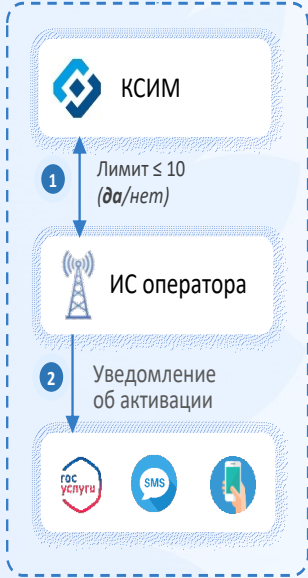 КСИМ
1
Лимит ≤ 10
(да/нет)
ИС оператора
2
Уведомление
об активации
гос
услуги
SMS